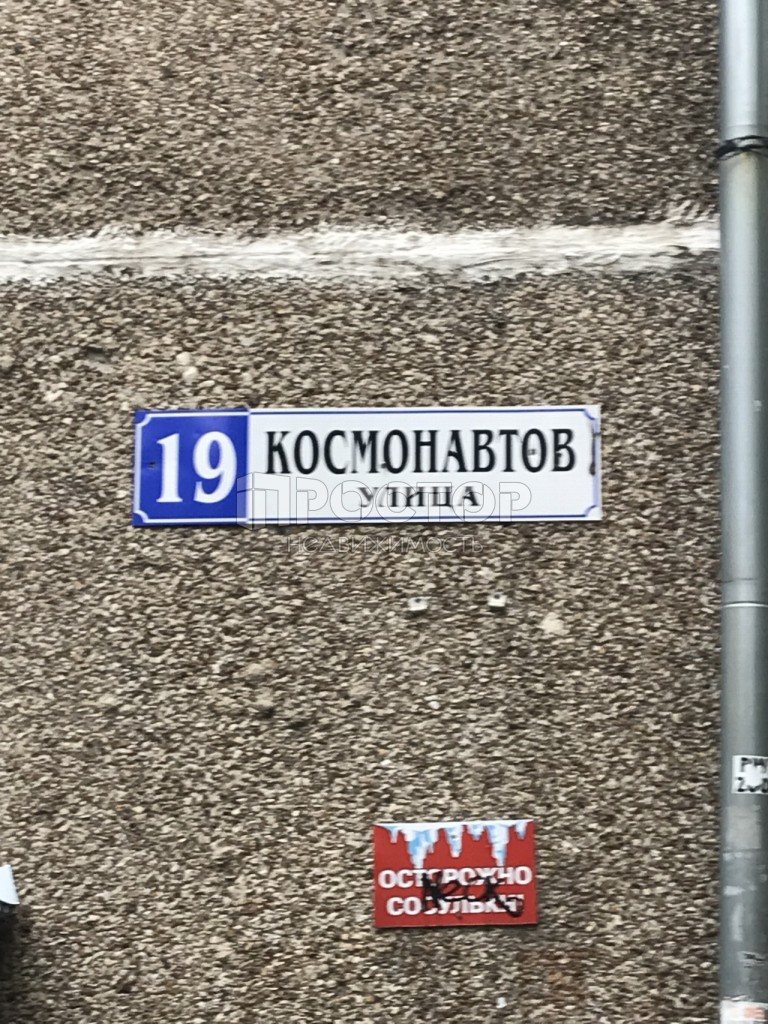 19
КОСМОНАВТОВ
УЛИЦА
ПРОСТОР
НЕДВИЖИМОСТЬ
ОСТОРОЖНО
СОСУЛЬКИ